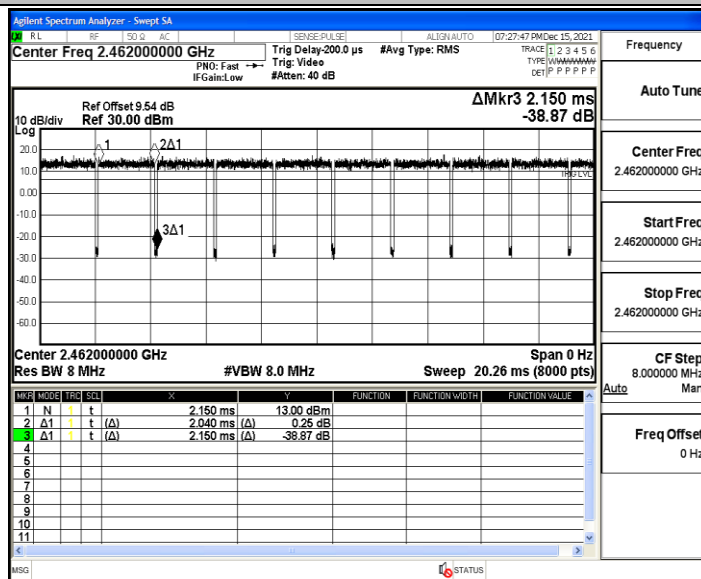 Agilent Spectrum Analyzer - Swept SA
RL RF 50 Ω AC SENSE:PULSE ALIGN AUTO 07:27:47 PM Dec 15, 2021
Center Freq 2.462000000 GHz
PNO: Fast
IFGain:Low
Trig Delay-200.0 µs
Trig: Video
#Atten: 40 dB
#Avg Type: RMS
TRACE 1 2 3 4 5 6
TYPE
DET P P P P P P
Ref Offset 9.54 dB
10 dB/div Ref 30.00 dBm
Log
ΔMkr3 2.150 ms
-38.87 dB
20.0
10.0
0.00
-10.0
-20.0
-30.0
-40.0
-50.0
-60.0
1
2Δ1
TRIG LVL
3Δ1
Center 2.462000000 GHz Span 0 Hz
Res BW 8 MHz #VBW 8.0 MHz Sweep 20.26 ms (8000 pts)
MKR MODE TRC SCL X Y FUNCTION FUNCTION WIDTH FUNCTION VALUE
1 N 1 t 2.150 ms 13.00 dBm
2 Δ1 1 t (Δ) 2.040 ms (Δ) 0.25 dB
3 Δ1 1 t (Δ) 2.150 ms (Δ) -38.87 dB
4
5
6
7
8
9
10
11
MSG STATUS
Frequency
Auto Tune
Center Freq
2.462000000 GHz
Start Freq
2.462000000 GHz
Stop Freq
2.462000000 GHz
CF Step
8.000000 MHz
Auto Man
Freq Offset
0 Hz